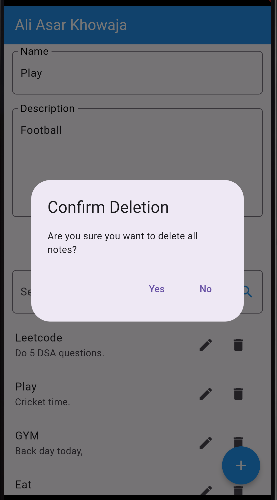 Ali Asar Khowaja
Name
Play
Description
Football
Confirm Deletion
Are you sure you want to delete all
notes?
Yes No
Se
Leetcode
Do 5 DSA questions.
Play
Cricket time.
GYM
Back day today,
Eat
+